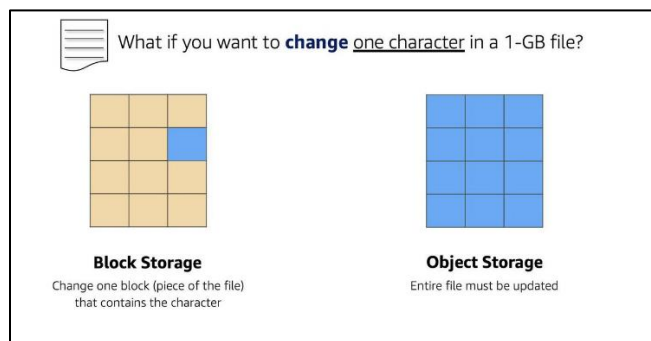 What if you want to change one character in a 1-GB file?
Block Storage
Change one block (piece of the file)
that contains the character
Object Storage
Entire file must be updated